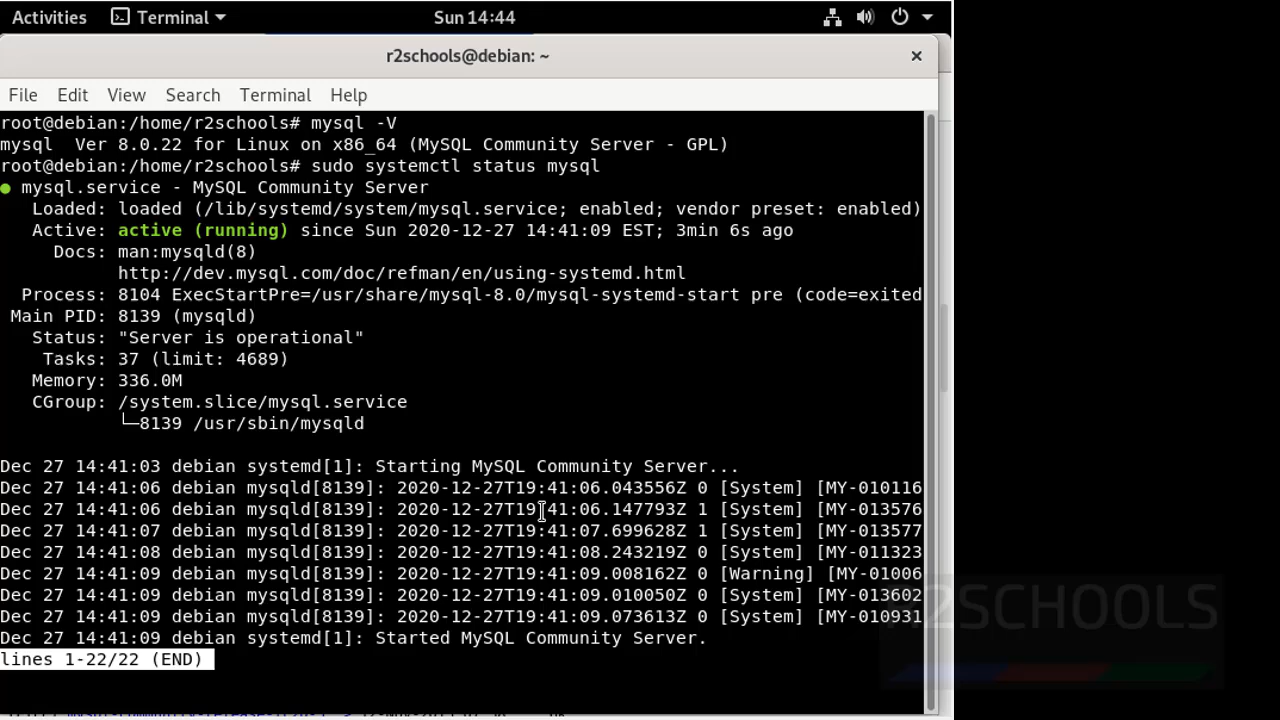 Activities Terminal Sun 14:44
r2schools@debian: ~ ×
File Edit View Search Terminal Help
root@debian:/home/r2schools# mysql -V
mysql  Ver 8.0.22 for Linux on x86_64 (MySQL Community Server - GPL)
root@debian:/home/r2schools# sudo systemctl status mysql
● mysql.service - MySQL Community Server
   Loaded: loaded (/lib/systemd/system/mysql.service; enabled; vendor preset: enabled)
   Active: active (running) since Sun 2020-12-27 14:41:09 EST; 3min 6s ago
     Docs: man:mysqld(8)
           http://dev.mysql.com/doc/refman/en/using-systemd.html
  Process: 8104 ExecStartPre=/usr/share/mysql-8.0/mysql-systemd-start pre (code=exited
 Main PID: 8139 (mysqld)
   Status: "Server is operational"
    Tasks: 37 (limit: 4689)
   Memory: 336.0M
   CGroup: /system.slice/mysql.service
           └─8139 /usr/sbin/mysqld
Dec 27 14:41:03 debian systemd[1]: Starting MySQL Community Server...
Dec 27 14:41:06 debian mysqld[8139]: 2020-12-27T19:41:06.043556Z 0 [System] [MY-010116
Dec 27 14:41:06 debian mysqld[8139]: 2020-12-27T19:41:06.147793Z 1 [System] [MY-013576
Dec 27 14:41:07 debian mysqld[8139]: 2020-12-27T19:41:07.699628Z 1 [System] [MY-013577
Dec 27 14:41:08 debian mysqld[8139]: 2020-12-27T19:41:08.243219Z 0 [System] [MY-011323
Dec 27 14:41:09 debian mysqld[8139]: 2020-12-27T19:41:09.008162Z 0 [Warning] [MY-01006
Dec 27 14:41:09 debian mysqld[8139]: 2020-12-27T19:41:09.010050Z 0 [System] [MY-013602
Dec 27 14:41:09 debian mysqld[8139]: 2020-12-27T19:41:09.073613Z 0 [System] [MY-010931
Dec 27 14:41:09 debian systemd[1]: Started MySQL Community Server.
lines 1-22/22 (END)
R2SCHOOLS